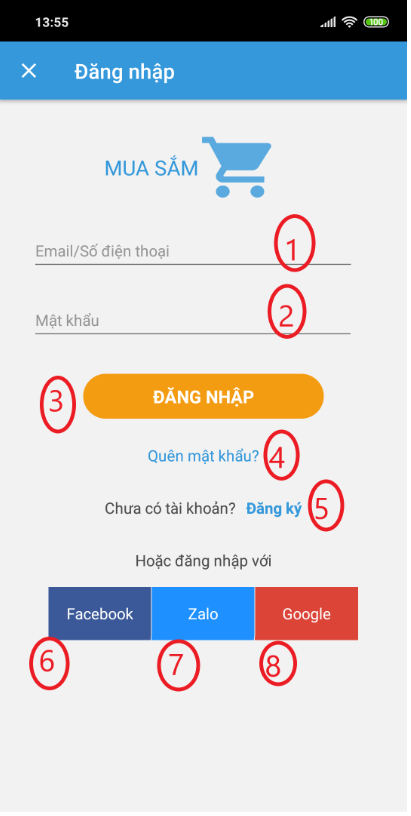 13:55
100
Đăng nhập
MUA SẮM
Email/Số điện thoại 1
Mật khẩu 2
3 ĐĂNG NHẬP
Quên mật khẩu? 4
Chưa có tài khoản? Đăng ký 5
Hoặc đăng nhập với
Facebook Zalo Google
6 7 8